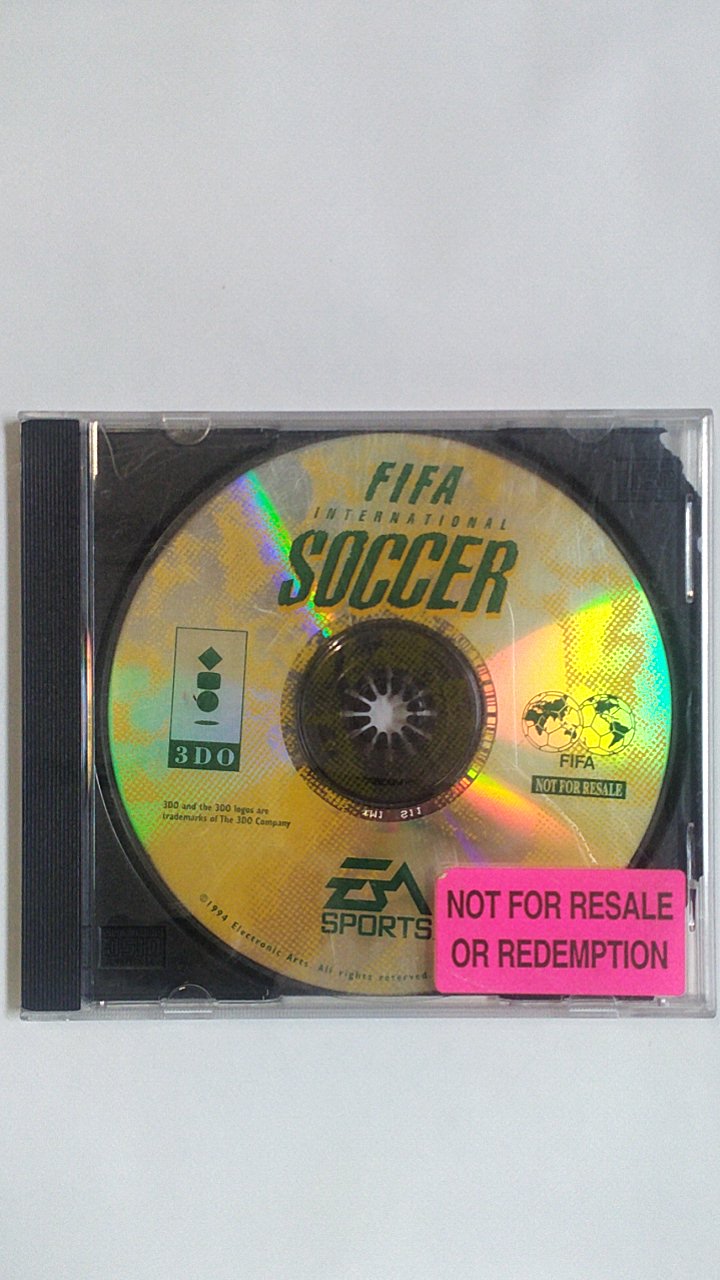 FIFA
INTERNATIONAL
SOCCER
3DO
FIFA
NOT FOR RESALE
3DO and the 3DO logos are
trademarks of The 3DO Company
EA
SPORTS
©1994 Electronic Arts. All rights reserved.
NOT FOR RESALE
OR REDEMPTION